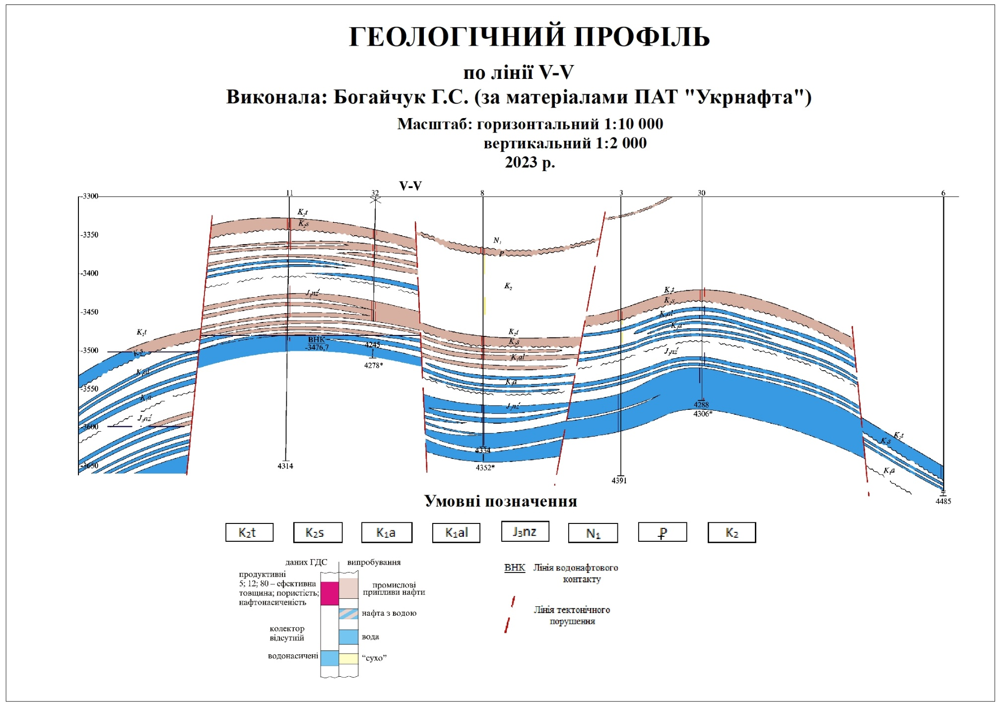 ГЕОЛОГІЧНИЙ ПРОФІЛЬ
по лінії V-V
Виконала: Богайчук Г.С. (за матеріалами ПАТ "Укрнафта")
Масштаб: горизонтальний 1:10 000
вертикальний 1:2 000
2023 р.
V-V
11 32 8 3 30 6
-3300
-3350
-3400
-3450
-3500
-3550
-3600
-3650
K₂t
K₂s
J₃nz'
K₂t
K₂s
K₁al
K₁a
J₃nz'
ВНК
-3476,7
4245
4278*
4314
N₁
P
K₂
K₂t
K₂s
K₁al
K₁a
J₃nz'
4334
4352*
K₂t
K₂s
K₁al
K₁a
J₃nz'
4288
4306*
4391
K₂t
K₂s
K₁a
4485
Умовні позначення
K₂t K₂s K₁a K₁al J₃nz N₁ P K₂
даних ГДС випробування
продуктивні
5; 12; 80 – ефективна
товщина; пористість;
нафтонасиченість
промислові
припливи нафти
нафта з водою
колектор
відсутній
вода
водонасичені
“сухо”
ВНК Лінія водонафтового
контакту
Лінія тектонічного
порушення